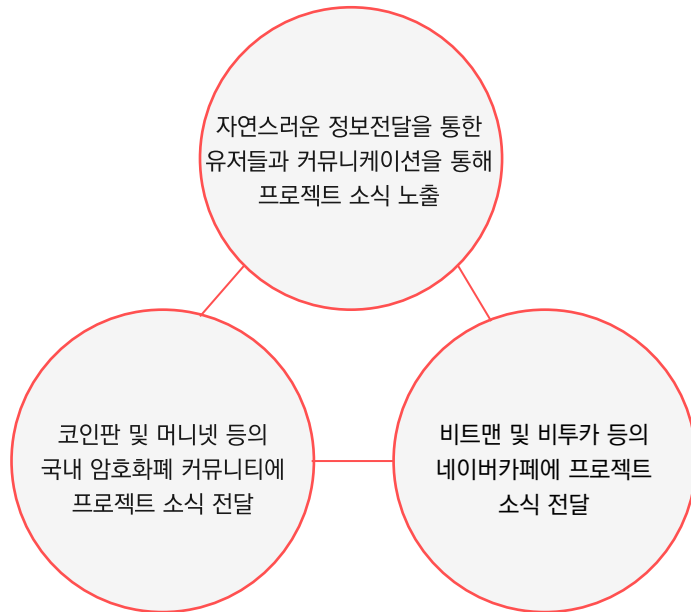 자연스러운 정보전달을 통한
유저들과 커뮤니케이션을 통해
프로젝트 소식 노출
코인판 및 머니넷 등의
국내 암호화폐 커뮤니티에
프로젝트 소식 전달
비트맨 및 비투카 등의
네이버카페에 프로젝트
소식 전달